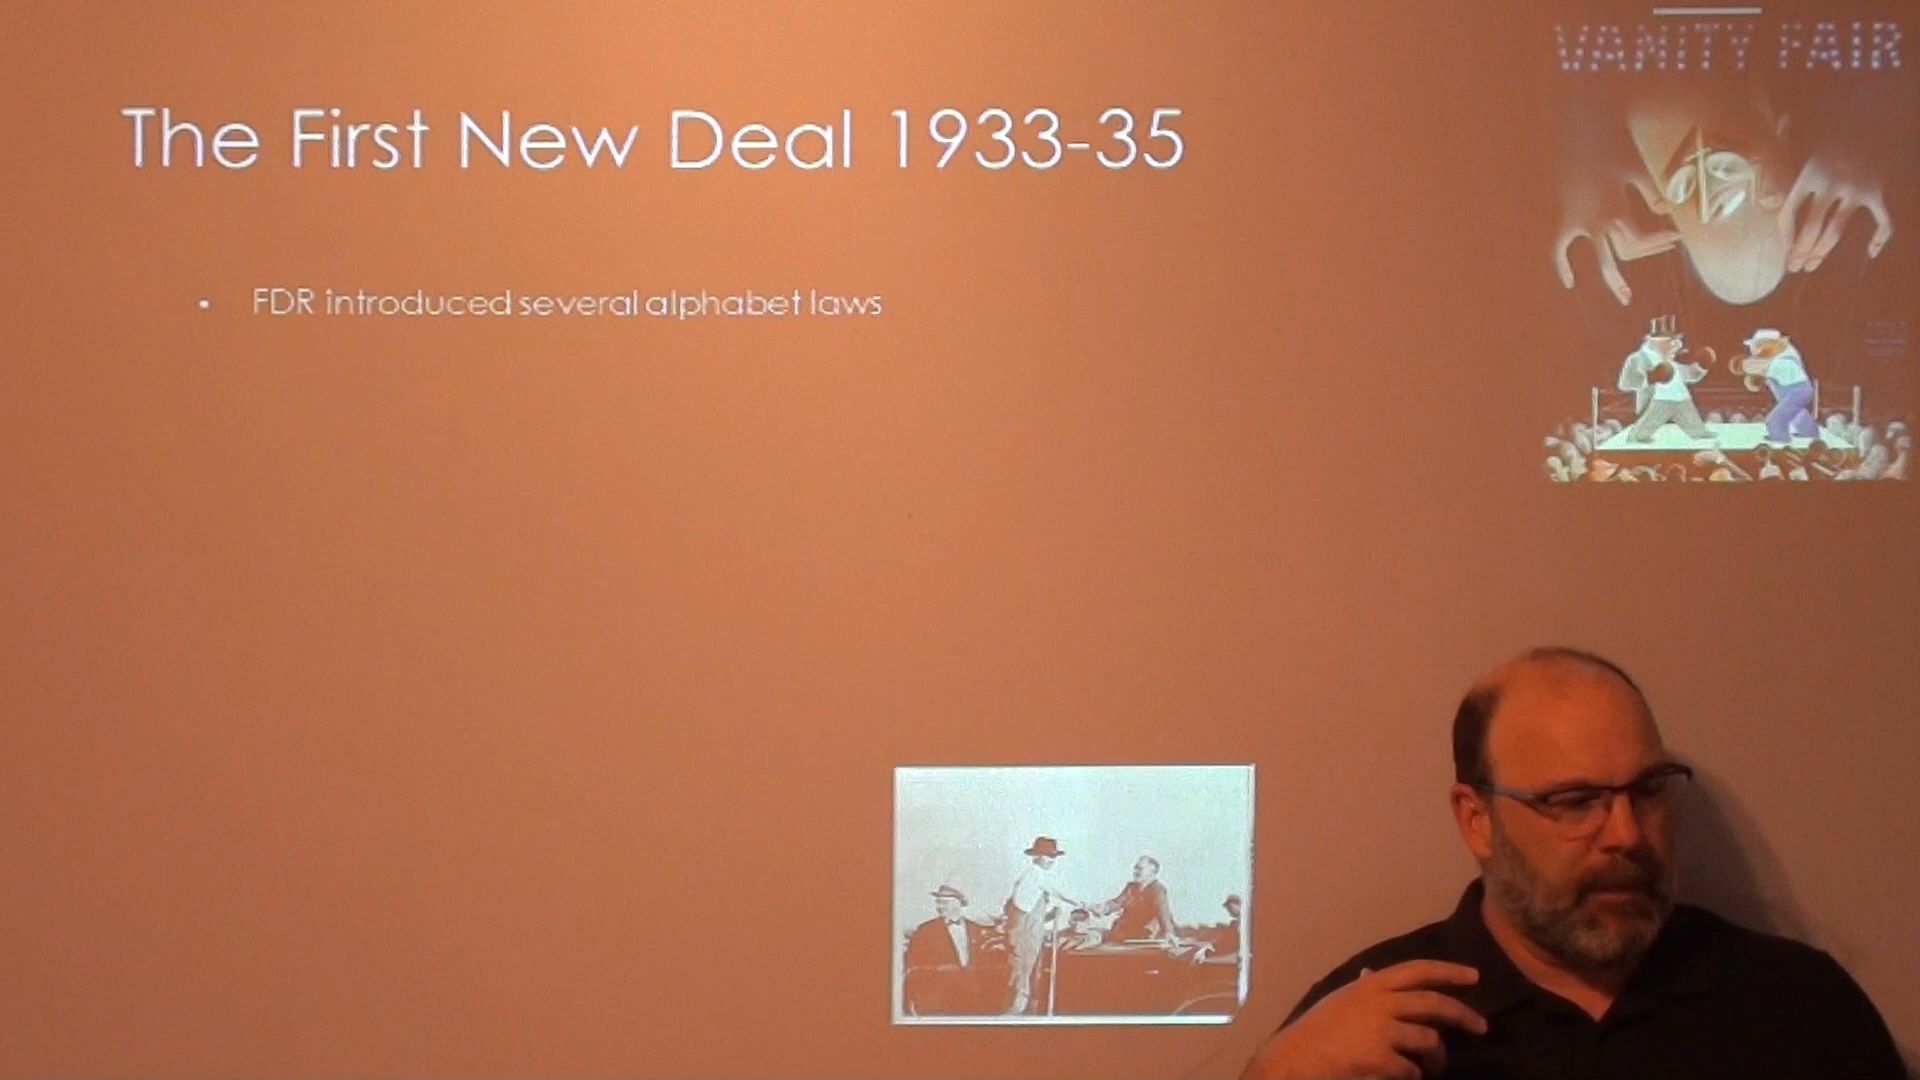 VANITY FAIR
The First New Deal 1933-35
• FDR introduced several alphabet laws